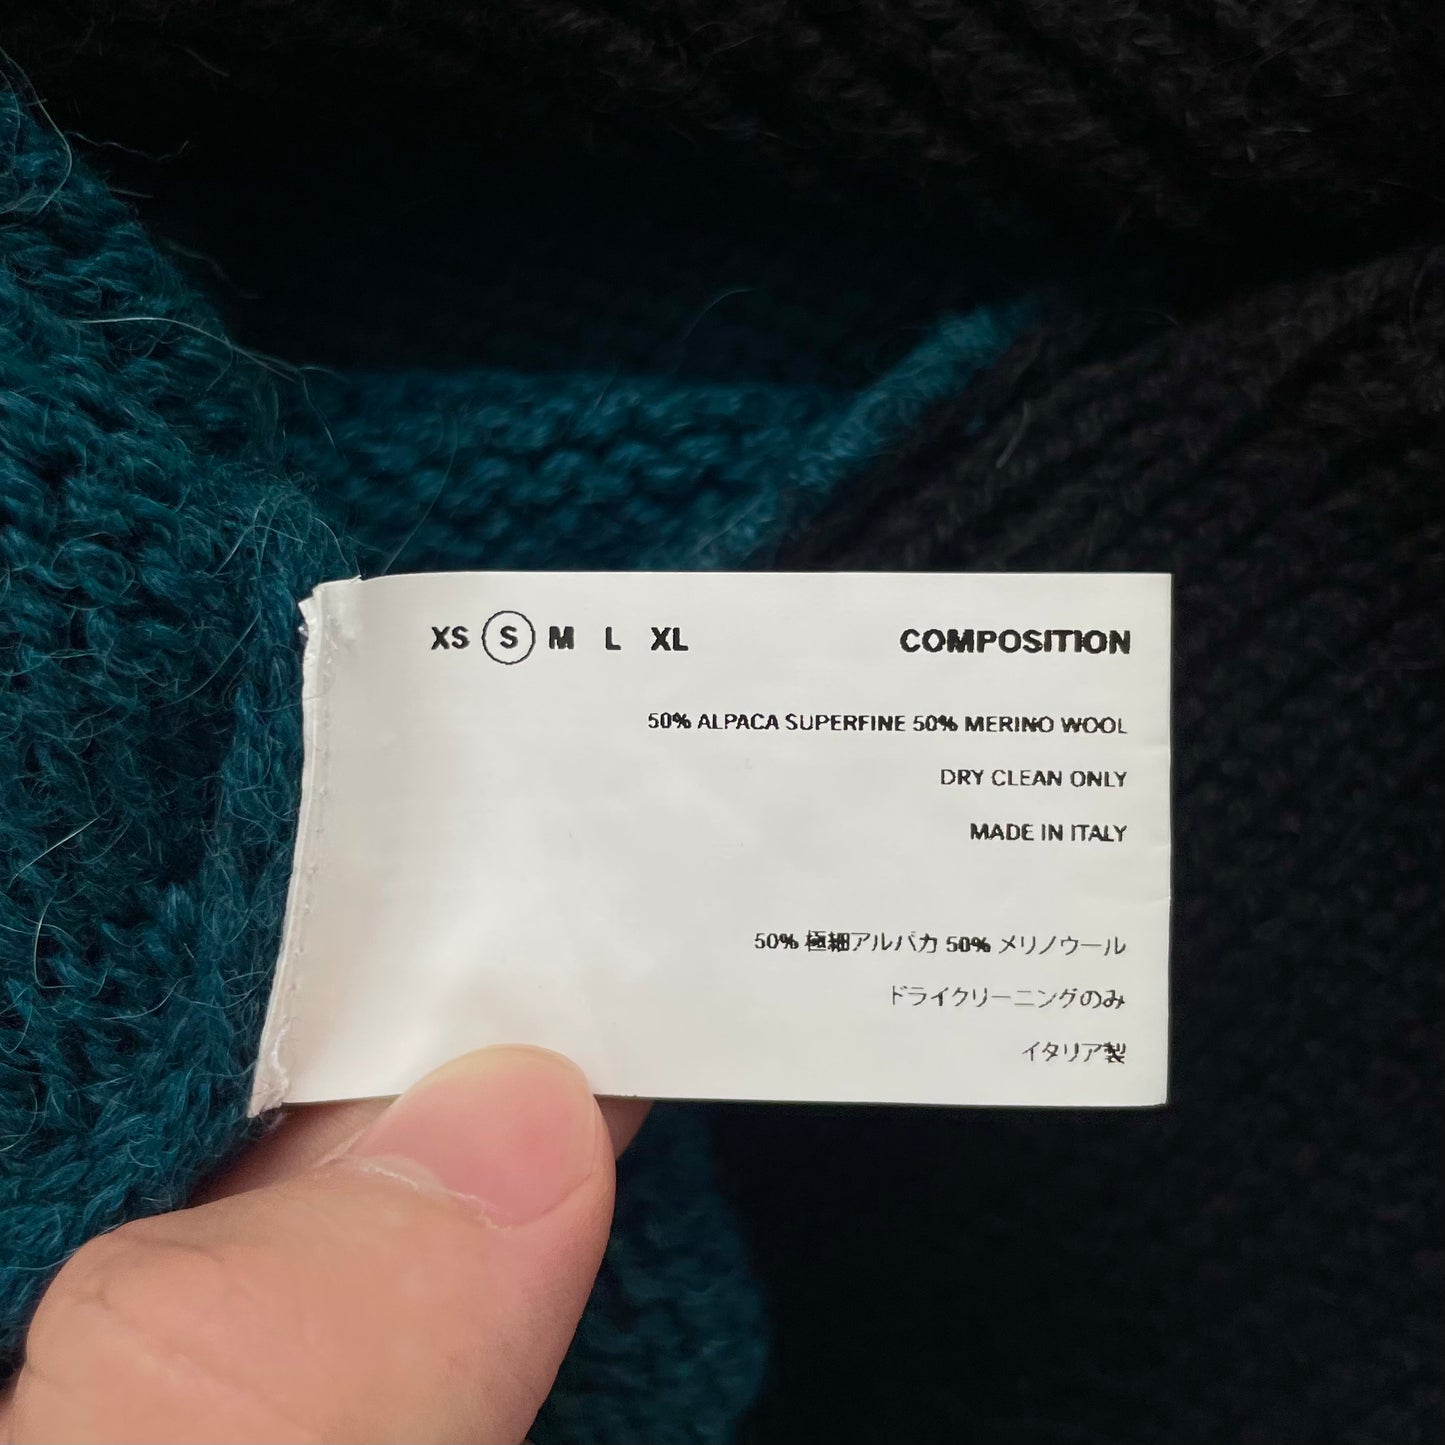 XS S M L XL COMPOSITION
50% ALPACA SUPERFINE 50% MERINO WOOL
DRY CLEAN ONLY
MADE IN ITALY
50% 極細アルパカ 50% メリノウール
ドライクリーニングのみ
イタリア製